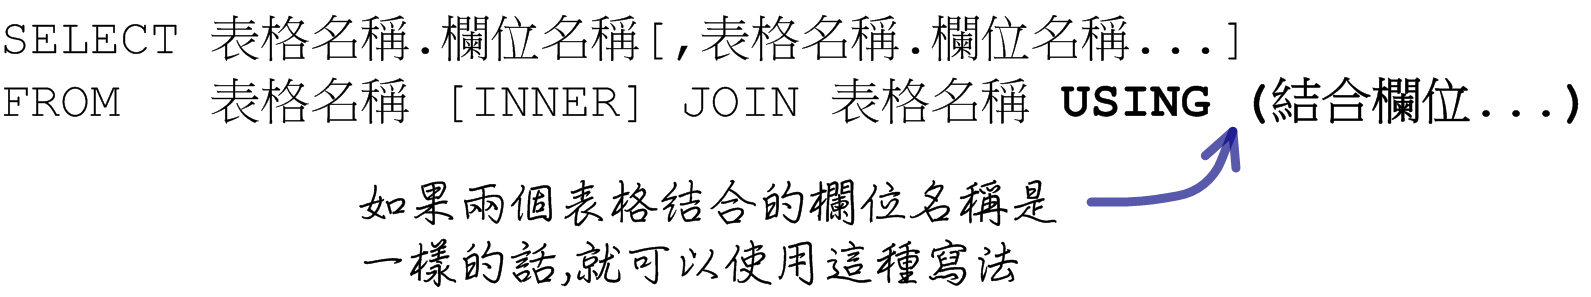 SELECT 表格名稱.欄位名稱[,表格名稱.欄位名稱...]
FROM 表格名稱 [INNER] JOIN 表格名稱 USING (結合欄位...)
如果兩個表格結合的欄位名稱是
一樣的話,就可以使用這種寫法